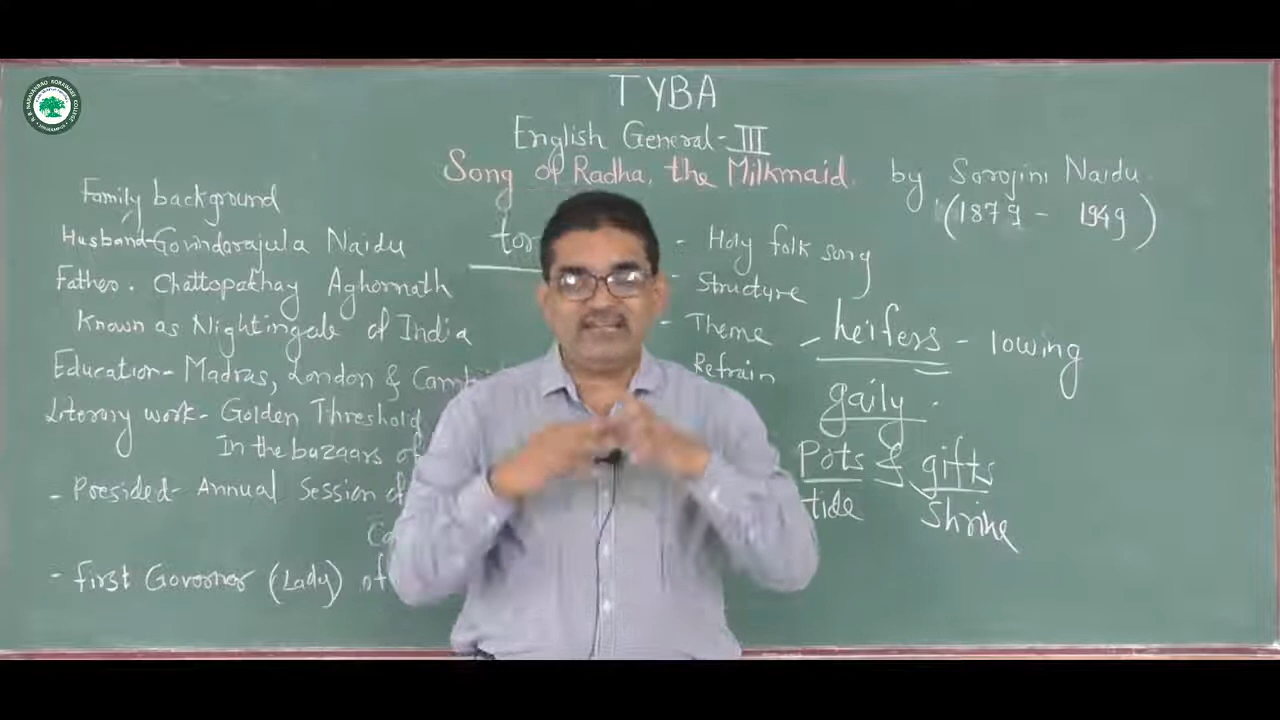 TYBA
English General-III
Song of Radha, the Milkmaid. by Sarojini Naidu
(1879 - 1949)
Family background
Husband-Govindarajula Naidu
Father. Chattopakhay Aghornath
Known as Nightingale of India
Education- Madras, London &
Literary work- Golden Threshold
In the bazaars of
- Presided- Annual Session of
- first Governor (Lady) of
- Holy folk song
- Structure
- Theme
Refrain
heifers - lowing
gaily
Pots & gifts
tide Shrine